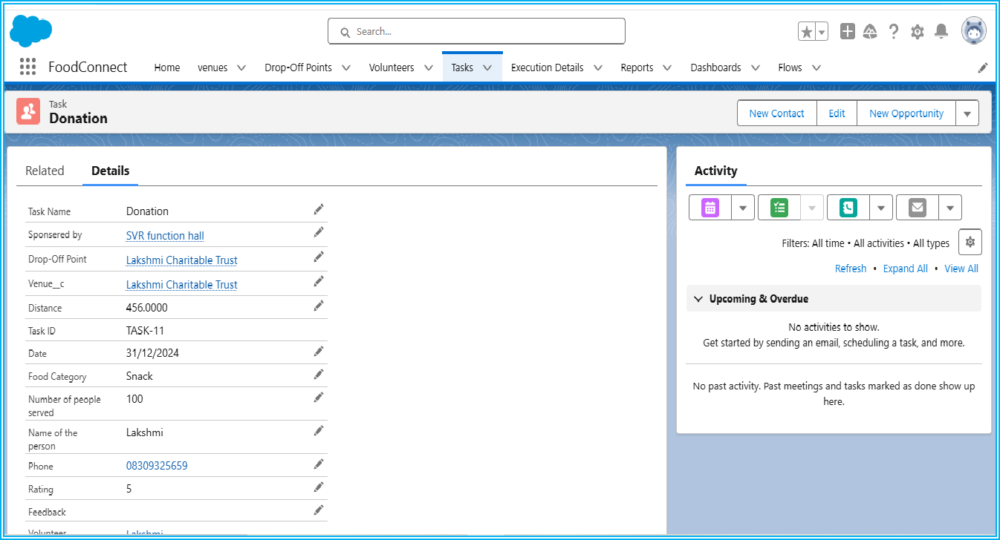 Search...
FoodConnect Home venues Drop-Off Points Volunteers Tasks Execution Details Reports Dashboards Flows
Task
Donation
New Contact Edit New Opportunity
Related Details
Task Name Donation
Sponsered by SVR function hall
Drop-Off Point Lakshmi Charitable Trust
Venue__c Lakshmi Charitable Trust
Distance 456.0000
Task ID TASK-11
Date 31/12/2024
Food Category Snack
Number of people
served 100
Name of the
person Lakshmi
Phone 08309325659
Rating 5
Feedback
Volunteer Lakshmi
Activity
Filters: All time • All activities • All types
Refresh • Expand All • View All
Upcoming & Overdue
No activities to show.
Get started by sending an email, scheduling a task, and more.
No past activity. Past meetings and tasks marked as done show up
here.